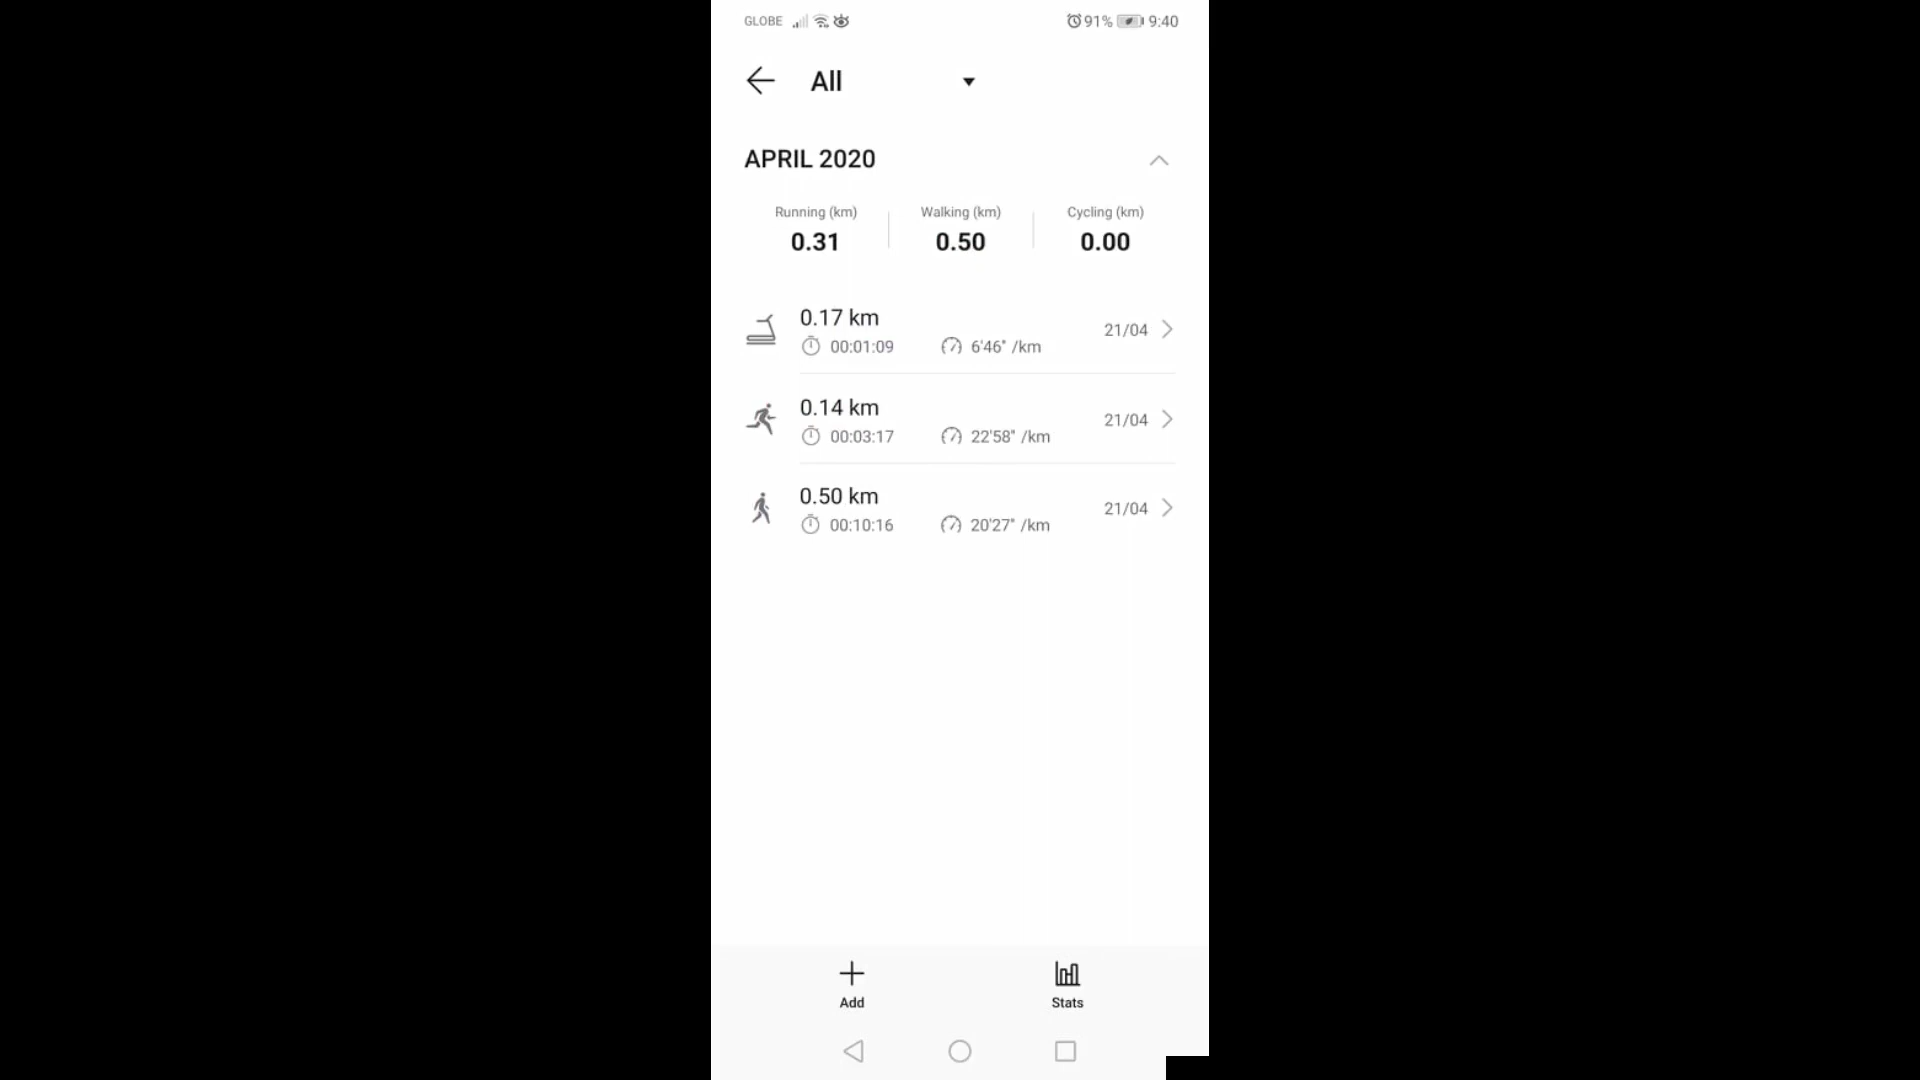 GLOBE 91% 9:40
All
APRIL 2020
Running (km) Walking (km) Cycling (km)
0.31 0.50 0.00
0.17 km
00:01:09 6'46" /km 21/04
0.14 km
00:03:17 22'58" /km 21/04
0.50 km
00:10:16 20'27" /km 21/04
Add Stats